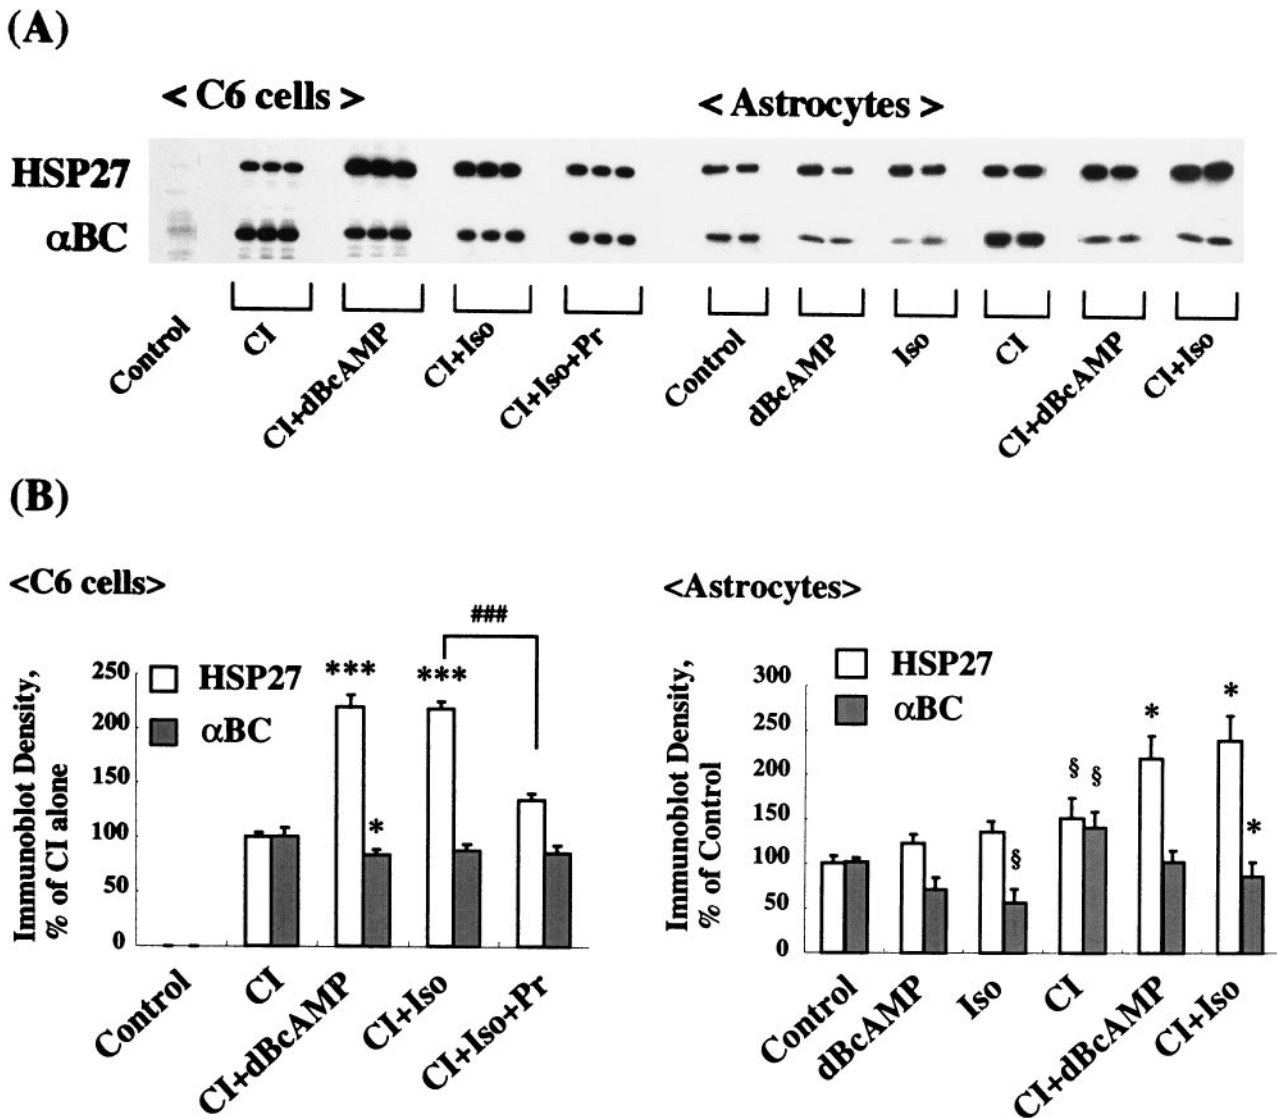 (A)
< C6 cells >
< Astrocytes >
HSP27
αBC
Control
CI
CI+dBcAMP
CI+Iso
CI+Iso+Pr
Control
dBcAMP
Iso
CI
CI+dBcAMP
CI+Iso
(B)
<C6 cells>
###
Immunoblot Density,
% of CI alone
250
200
150
100
50
0
HSP27
αBC
***
***
*
Control
CI
CI+dBcAMP
CI+Iso
CI+Iso+Pr
<Astrocytes>
Immunoblot Density,
% of Control
300
250
200
150
100
50
0
HSP27
αBC
§
§
§
*
*
*
Control
dBcAMP
Iso
CI
CI+dBcAMP
CI+Iso